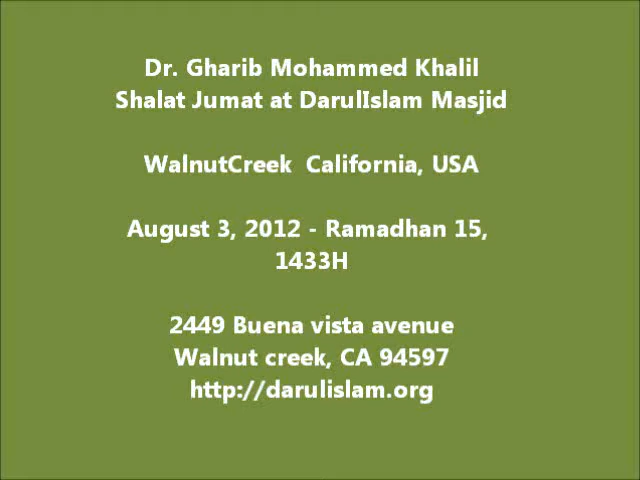 Dr. Gharib Mohammed Khalil
Shalat Jumat at DarulIslam Masjid
WalnutCreek  California, USA
August 3, 2012 - Ramadhan 15,
1433H
2449 Buena vista avenue
Walnut creek, CA 94597
http://darulislam.org